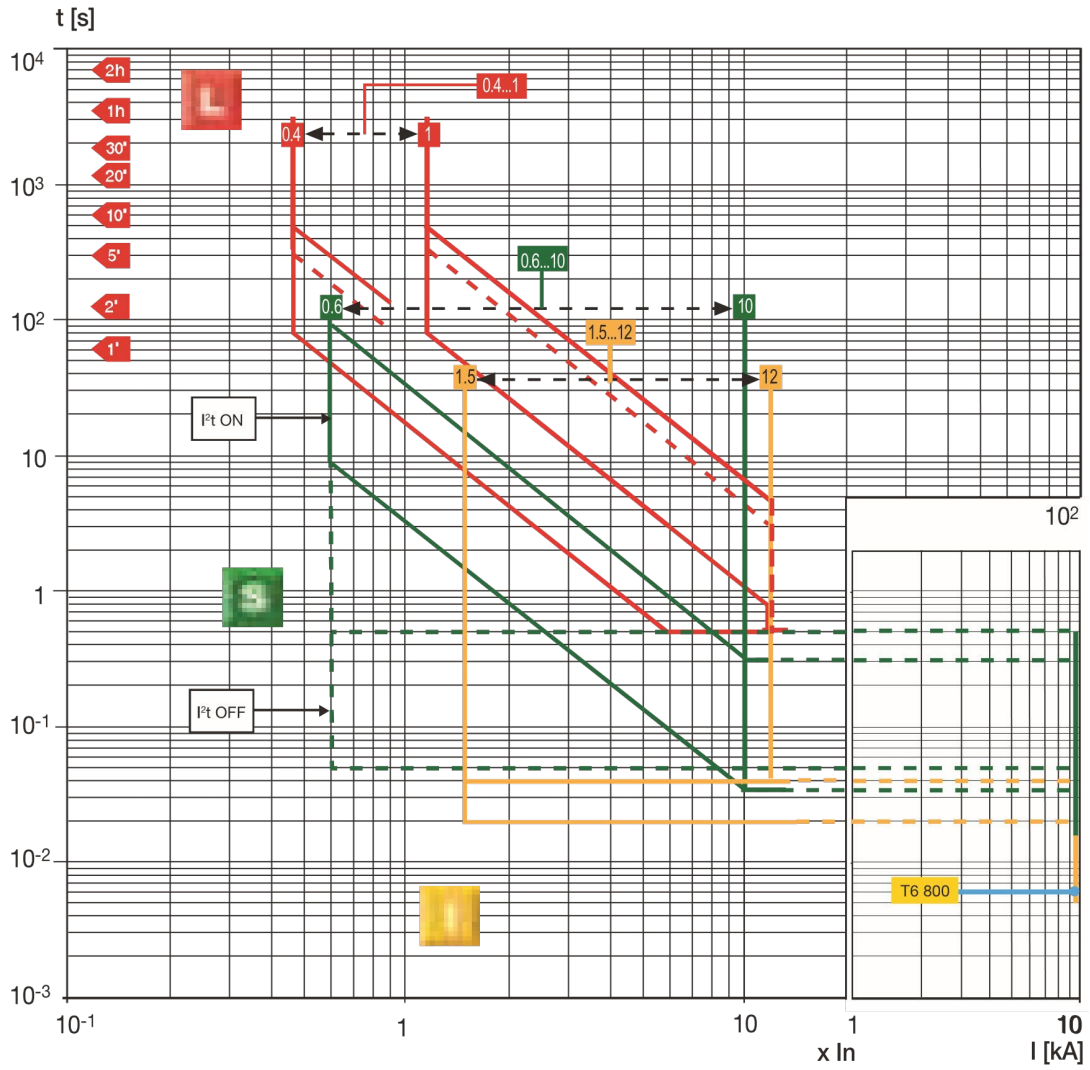 t [s]
10⁴
2h
L
0.4...1
1h
0.4
1
30'
20'
10³
10'
5'
0.6...10
2'
0.6
10
10²
1.5...12
1'
1.5
12
I²t ON
10
10²
1
S
I²t OFF
10⁻¹
10⁻²
T6 800
I
10⁻³
10⁻¹
1
10
1
10
x In
I [kA]